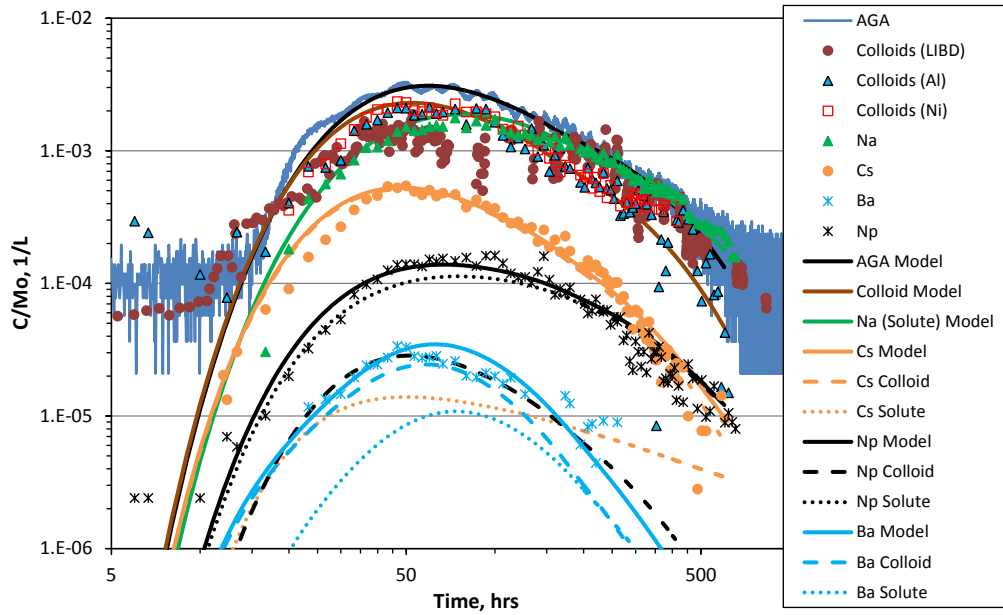 1.E-02
1.E-03
1.E-04
1.E-05
1.E-06
C/Mo, 1/L
5
50
500
Time, hrs
AGA
Colloids (LIBD)
Colloids (Al)
Colloids (Ni)
Na
Cs
Ba
Np
AGA Model
Colloid Model
Na (Solute) Model
Cs Model
Cs Colloid
Cs Solute
Np Model
Np Colloid
Np Solute
Ba Model
Ba Colloid
Ba Solute